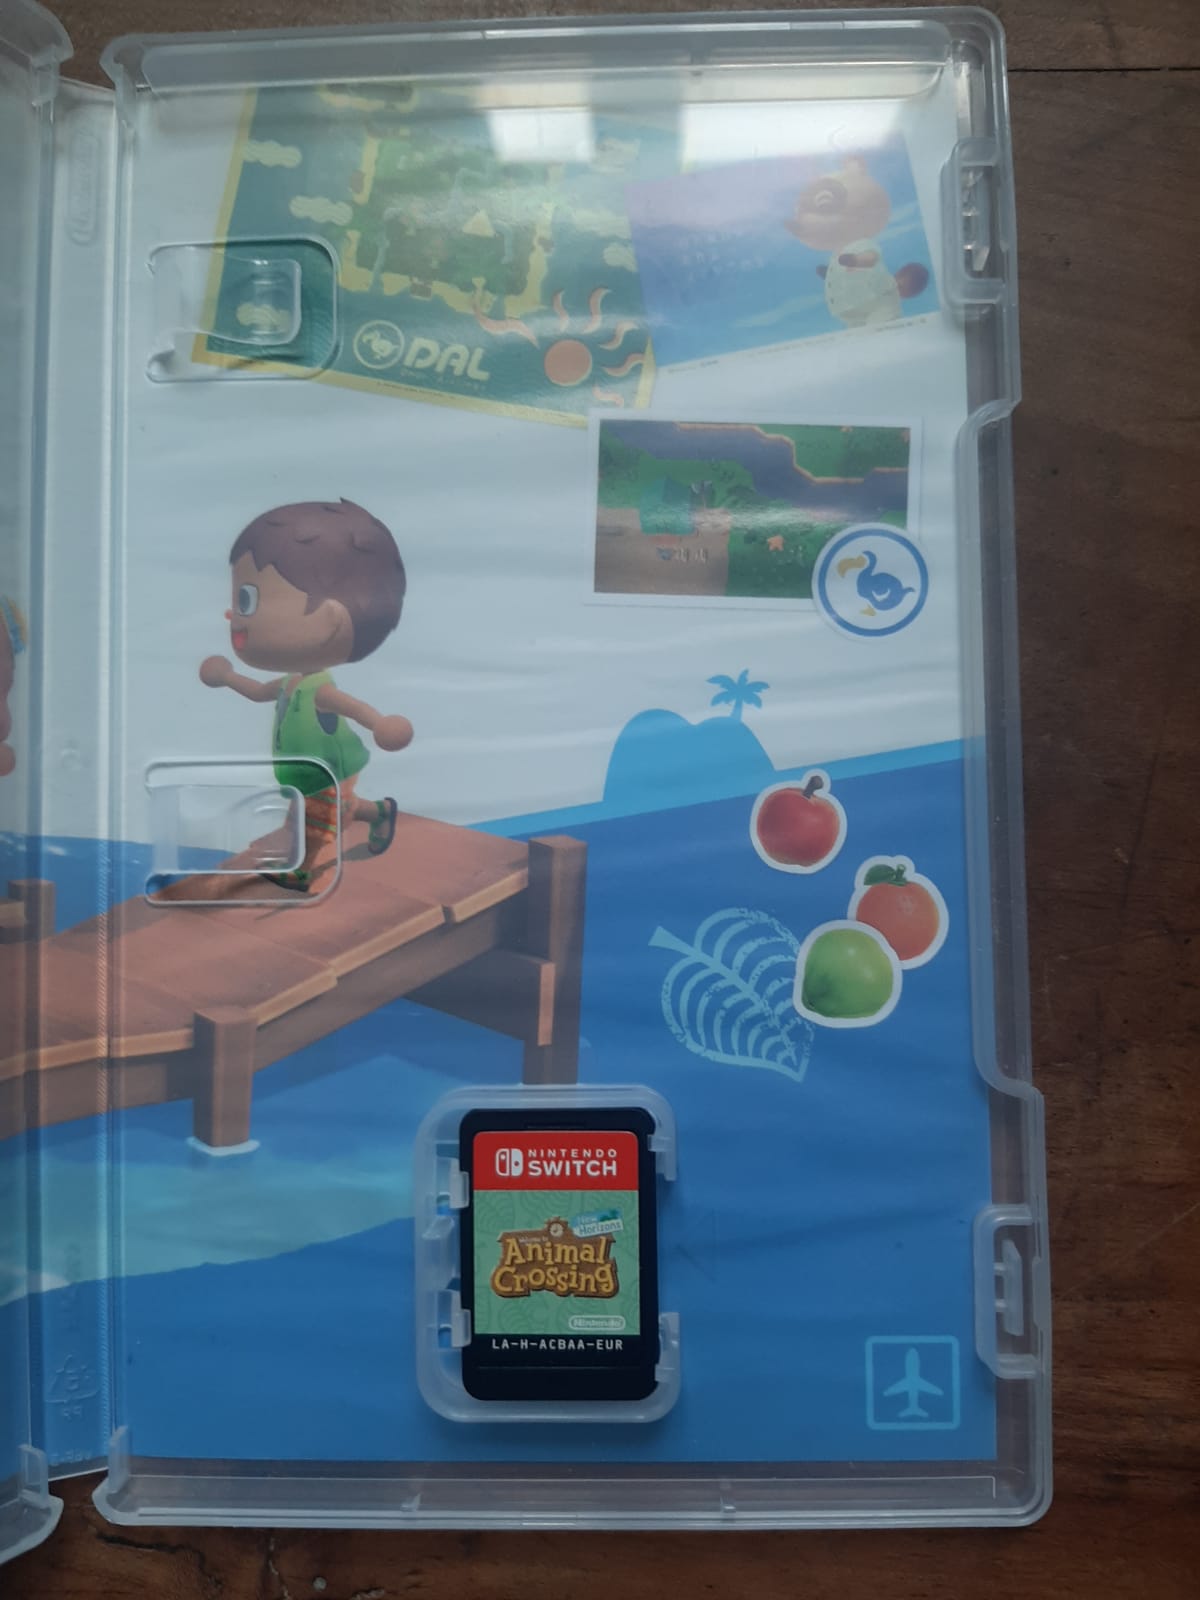 DAL
NINTENDO
SWITCH
New
Horizons
Welcome to
Animal
Crossing
Nintendo
LA-H-ACBAA-EUR